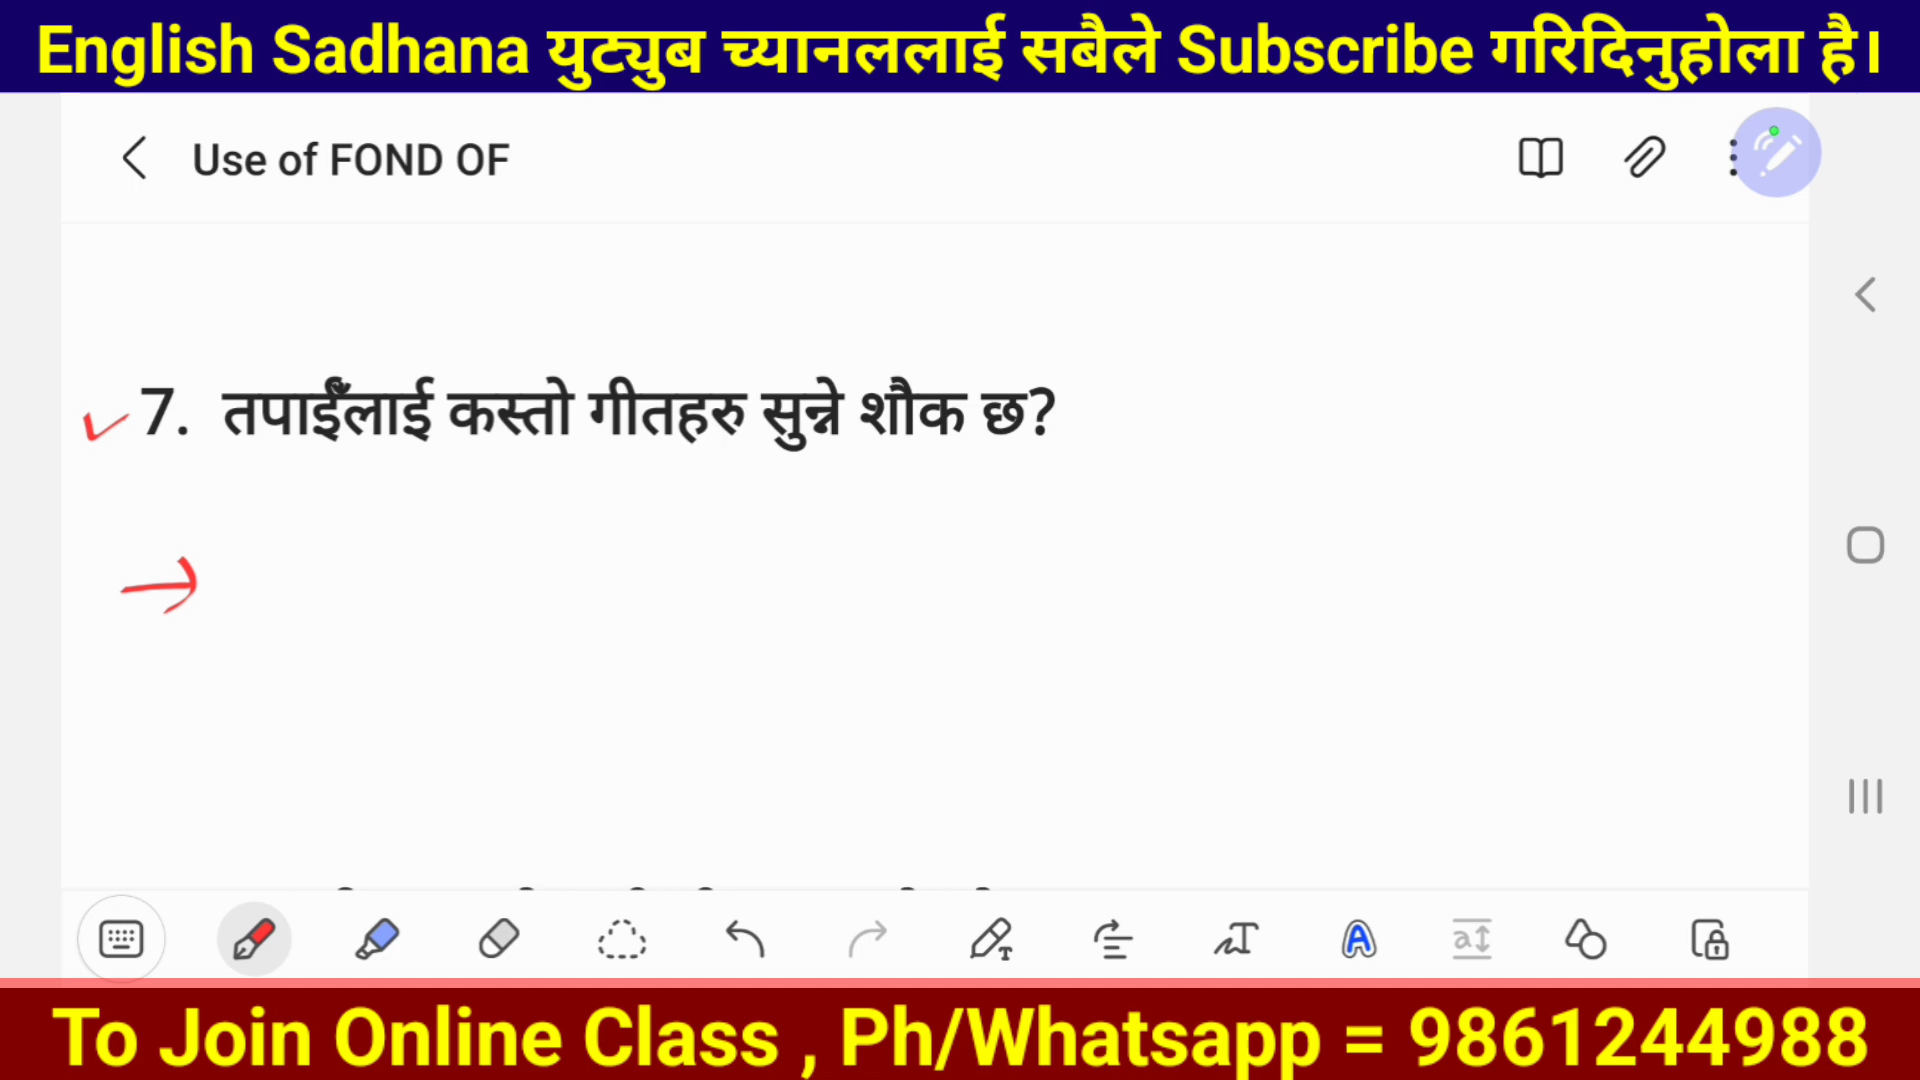 English Sadhana युट्युब च्यानललाई सबैले Subscribe गरिदिनुहोला है।
Use of FOND OF
7. तपाईँलाई कस्तो गीतहरु सुन्ने शौक छ?
To Join Online Class , Ph/Whatsapp = 9861244988